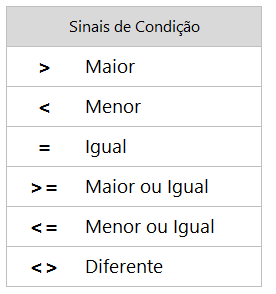 Sinais de Condição
> Maior
< Menor
= Igual
>= Maior ou Igual
<= Menor ou Igual
<> Diferente